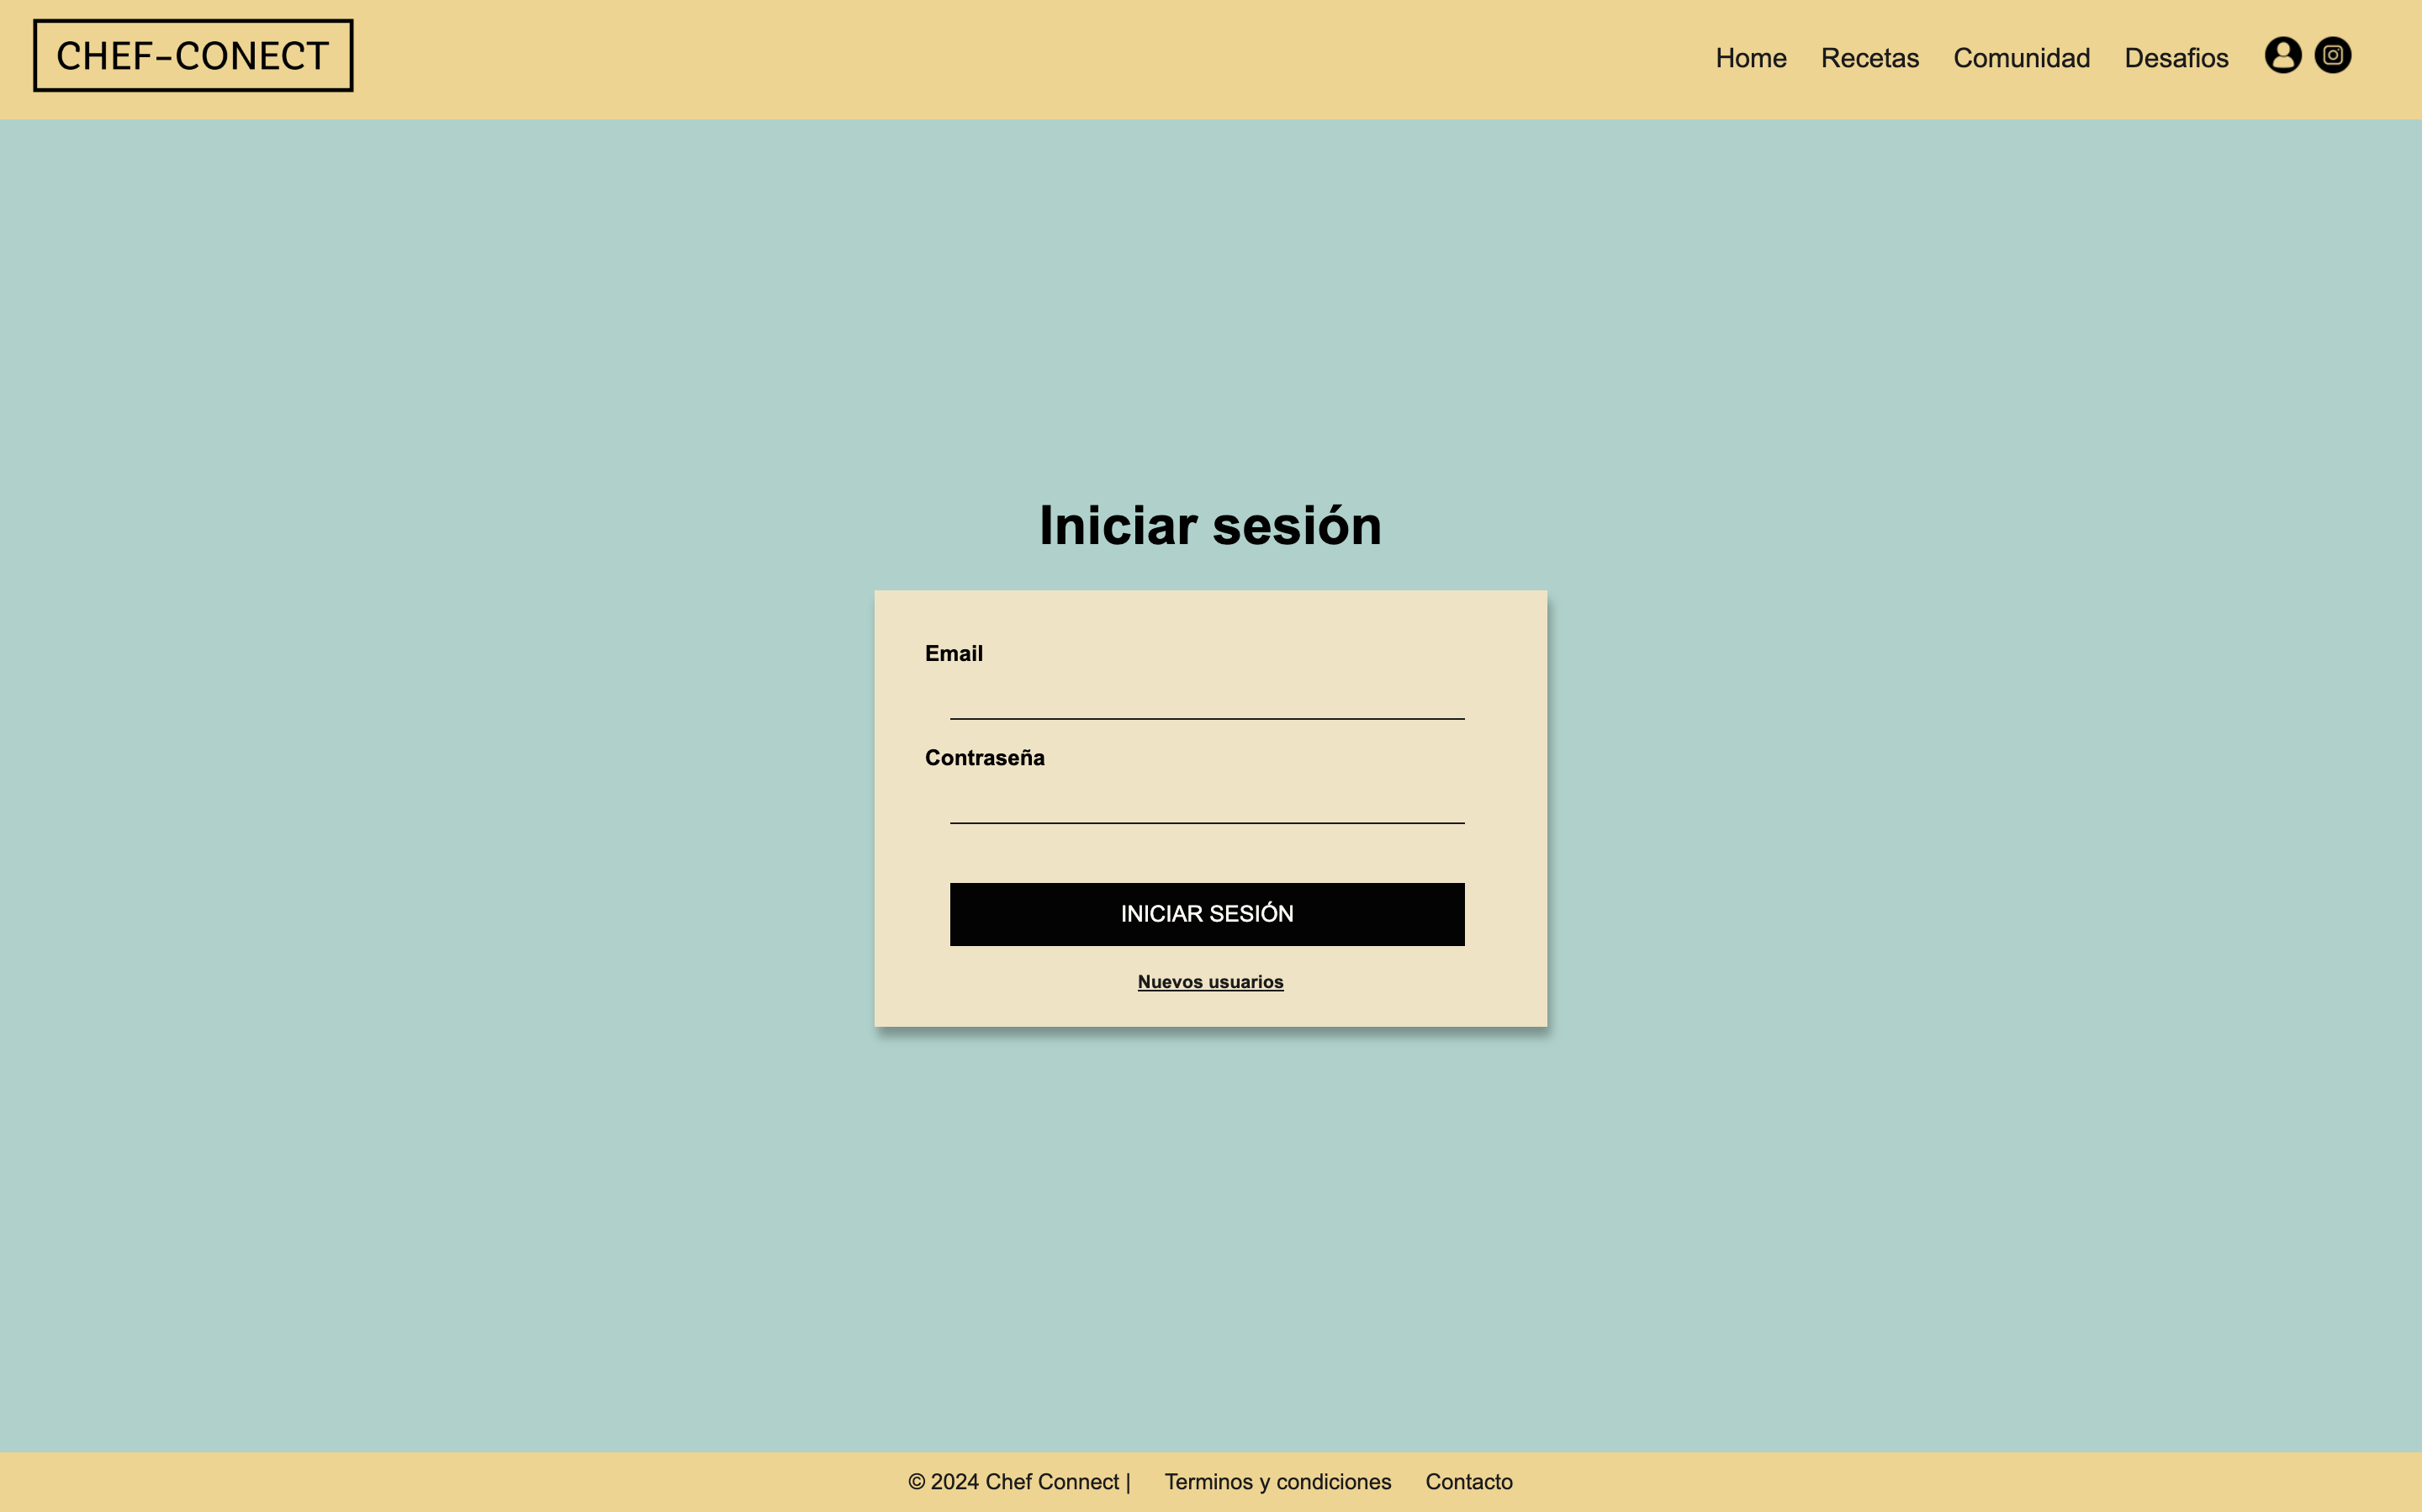 CHEF-CONECT
Home Recetas Comunidad Desafios
Iniciar sesión
Email
Contraseña
INICIAR SESIÓN
Nuevos usuarios
© 2024 Chef Connect | Terminos y condiciones Contacto